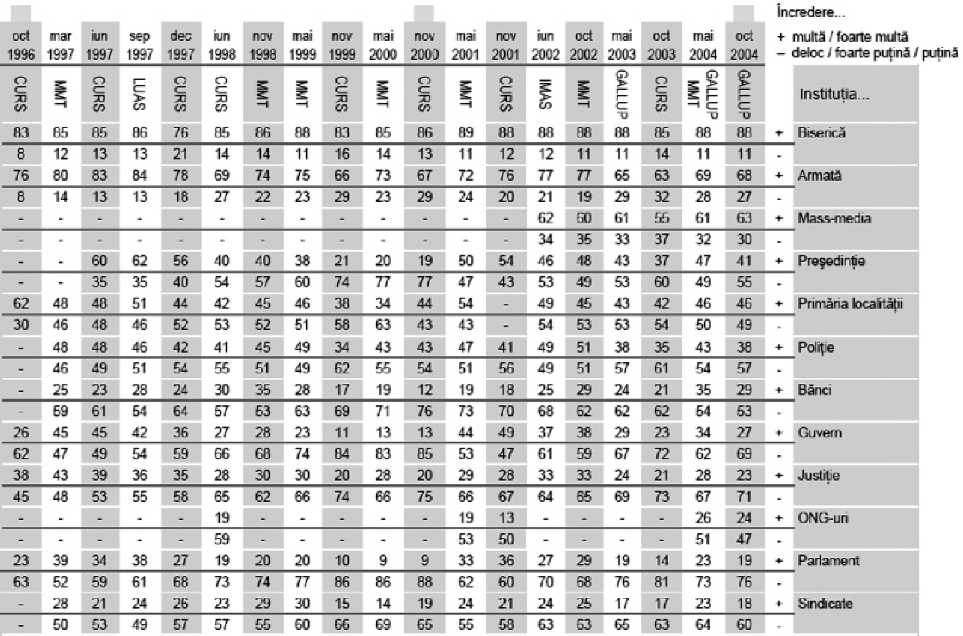 Încredere...
oct mar iun sep dec iun nov mai nov mai nov mai nov iun oct mai oct mai oct + multă / foarte multă
1996 1997 1997 1997 1997 1998 1998 1999 1999 2000 2000 2001 2001 2002 2002 2003 2003 2004 2004 – deloc / foarte puțină / puțină
CURS MMT CURS LUAS CURS CURS MMT MMT CURS MMT CURS MMT CURS IMAS MMT GALLLUP CURS GALLLUP MMT GALLLUP Instituția...
83 85 85 86 76 85 86 88 83 85 86 89 88 88 88 88 85 88 88 + Biserică
8 12 13 13 21 14 14 11 16 14 13 11 12 12 11 11 14 11 11 -
76 80 83 84 78 69 74 75 66 73 67 72 76 77 77 65 63 69 68 + Armată
8 14 13 13 18 27 22 23 29 23 29 24 20 21 19 29 32 28 27 -
- - - - - - - - - - - - - 62 60 61 55 61 63 + Mass-media
- - - - - - - - - - - - - 34 35 33 37 32 30 -
- - 60 62 56 40 40 38 21 20 19 50 54 46 48 43 37 47 41 + Președinție
- - 35 35 40 54 57 60 74 77 77 47 43 53 49 53 60 49 55 -
62 48 48 51 44 42 45 46 38 34 44 54 - 49 45 43 42 46 46 + Primăria localității
30 46 48 46 52 53 52 51 58 63 43 43 - 54 53 53 54 50 49 -
- 48 48 46 42 41 45 49 34 43 43 47 41 49 51 38 35 43 38 + Poliție
- 46 49 51 54 55 51 49 62 55 54 51 56 49 51 57 61 54 57 -
- 25 23 28 24 30 35 28 17 19 12 19 18 25 29 24 21 35 29 + Bănci
- 59 61 54 64 57 53 63 69 71 76 73 70 68 62 62 62 54 53 -
26 45 45 42 36 27 28 23 11 13 13 44 49 37 38 29 23 34 27 + Guvern
62 47 49 54 59 66 68 74 84 83 85 53 47 61 59 67 72 62 69 -
38 43 39 36 35 28 30 30 20 28 20 29 28 33 33 24 21 28 23 + Justiție
45 48 53 55 58 65 62 66 74 66 75 66 67 64 65 69 73 67 71 -
- - - - - 19 - - - - - 19 13 - - - - 26 24 + ONG-uri
- - - - - 59 - - - - - 53 50 - - - - 51 47 -
23 39 34 38 27 19 20 20 10 9 9 33 36 27 29 19 14 23 19 + Parlament
63 52 59 61 68 73 74 77 86 86 88 62 60 70 68 76 81 73 76 -
- 28 21 24 26 23 29 30 15 14 19 24 21 24 25 17 17 23 18 + Sindicate
- 50 53 49 57 57 55 60 66 69 65 55 58 63 63 65 63 64 60 -